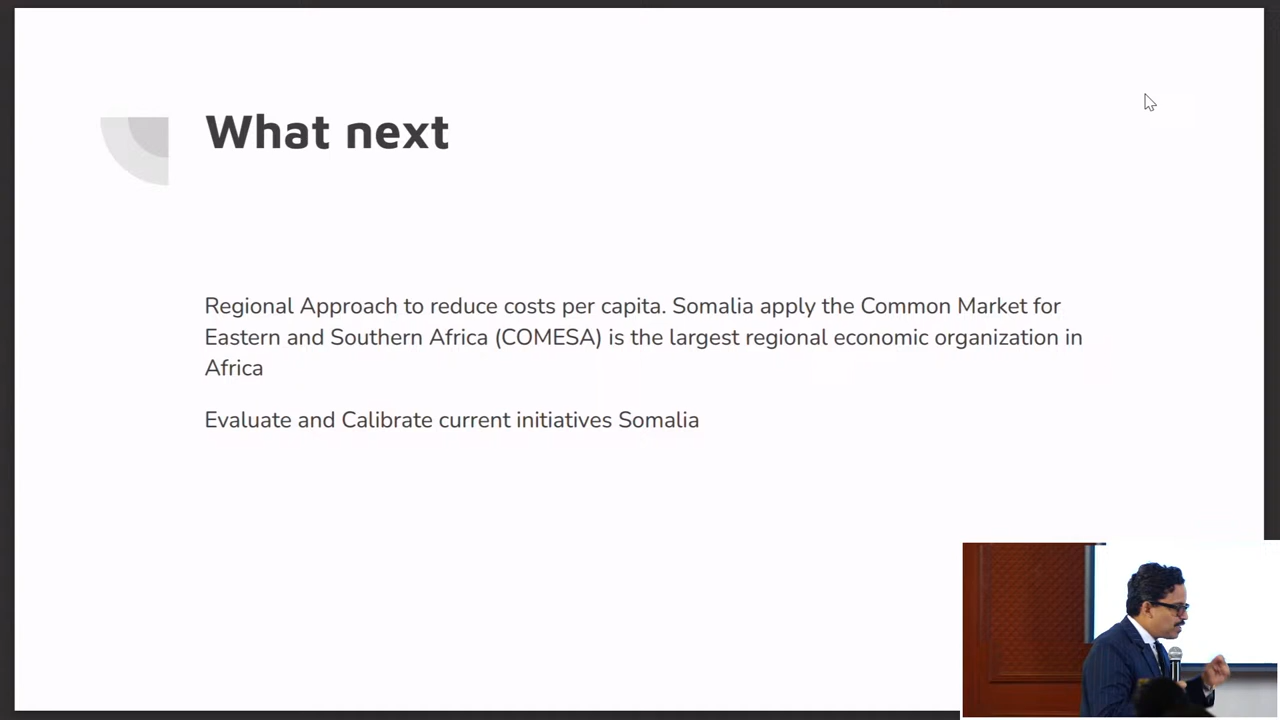 What next
Regional Approach to reduce costs per capita. Somalia apply the Common Market for
Eastern and Southern Africa (COMESA) is the largest regional economic organization in
Africa
Evaluate and Calibrate current initiatives Somalia